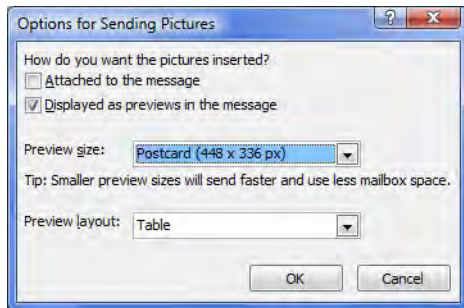 Options for Sending Pictures
How do you want the pictures inserted?
Attached to the message
Displayed as previews in the message
Preview size: Postcard (448 x 336 px)
Tip: Smaller preview sizes will send faster and use less mailbox space.
Preview layout: Table
OK Cancel